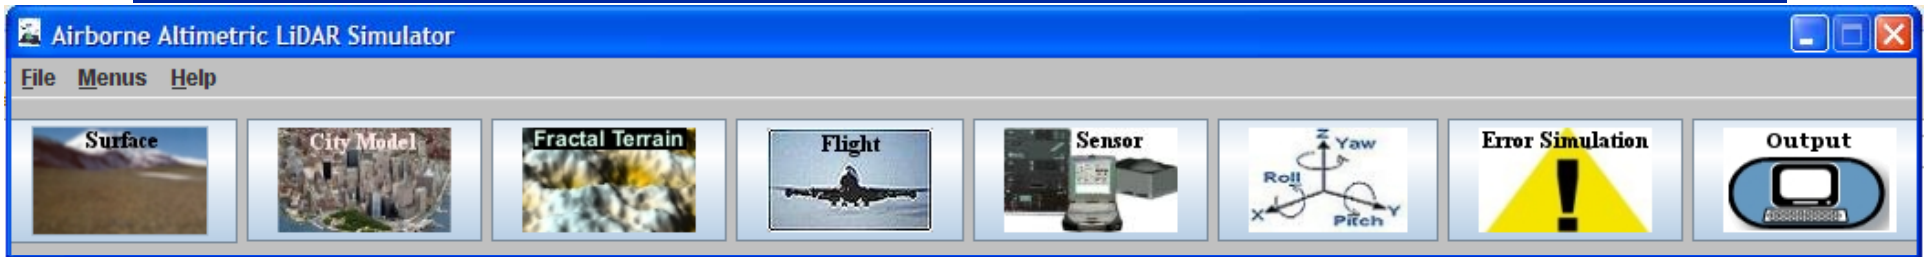 Airborne Altimetric LiDAR Simulator
File Menus Help
Surface
City Model
Fractal Terrain
Flight
Sensor
Z
Yaw
Roll
X
Y
Pitch
Error Simulation
!
Output